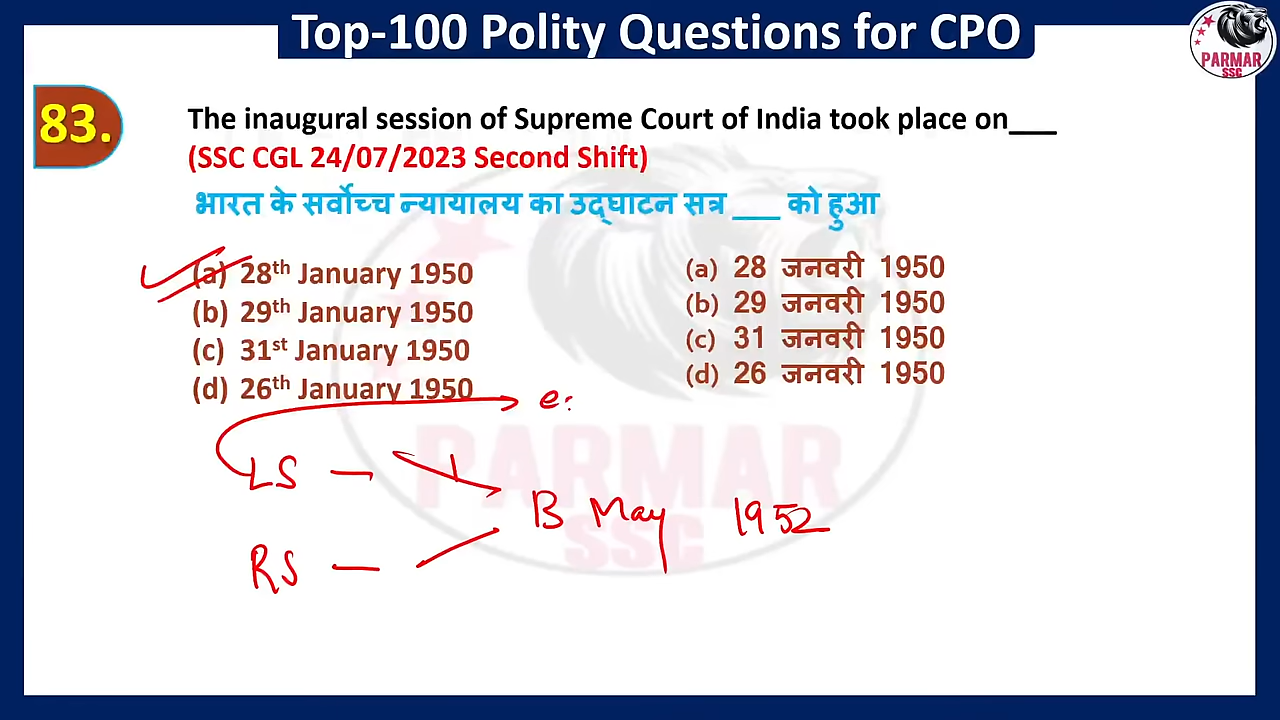 Top-100 Polity Questions for CPO
PARMAR
SSC
83.
The inaugural session of Supreme Court of India took place on___
(SSC CGL 24/07/2023 Second Shift)
भारत के सर्वोच्च न्यायालय का उद्घाटन सत्र ___ को हुआ
(a) 28th January 1950
(b) 29th January 1950
(c) 31st January 1950
(d) 26th January 1950
(a) 28 जनवरी 1950
(b) 29 जनवरी 1950
(c) 31 जनवरी 1950
(d) 26 जनवरी 1950
e:
LS —
May 1952
RS —
PARMAR
SSC